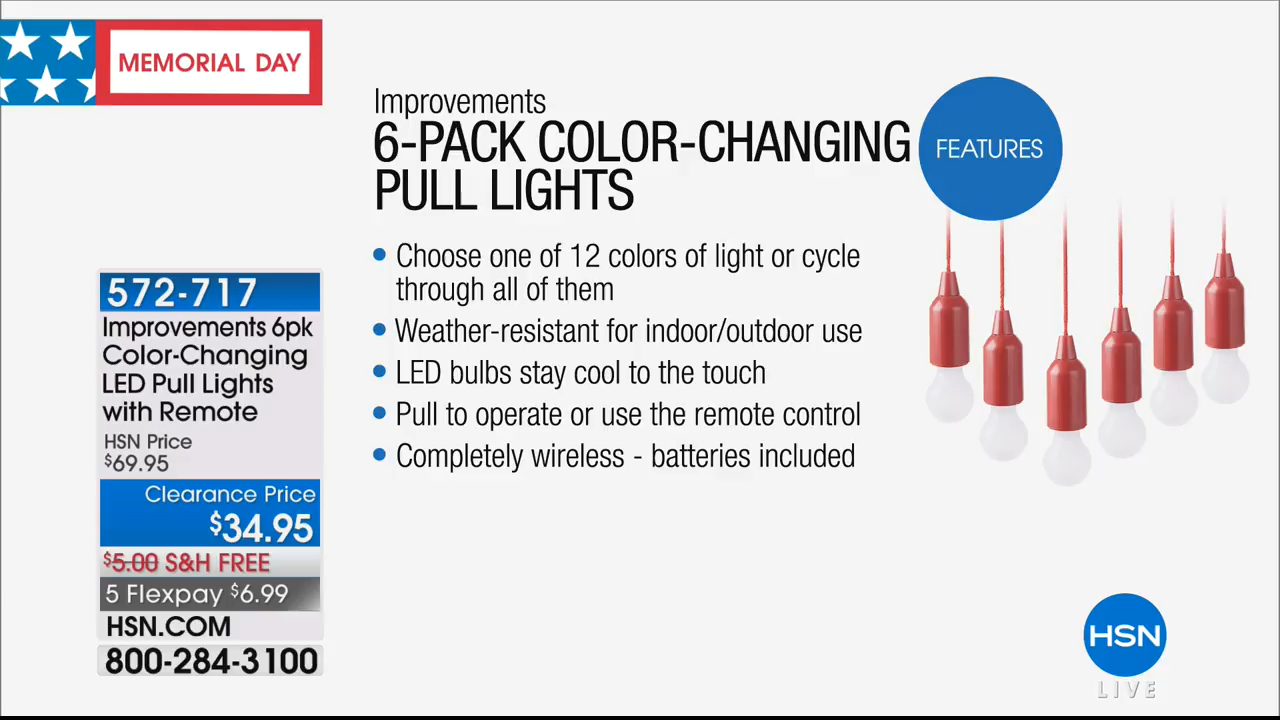 MEMORIAL DAY
Improvements
6-PACK COLOR-CHANGING
PULL LIGHTS
FEATURES
• Choose one of 12 colors of light or cycle
through all of them
• Weather-resistant for indoor/outdoor use
• LED bulbs stay cool to the touch
• Pull to operate or use the remote control
• Completely wireless - batteries included
572-717
Improvements 6pk
Color-Changing
LED Pull Lights
with Remote
HSN Price
$69.95
Clearance Price
$34.95
$5.00 S&H FREE
5 Flexpay $6.99
HSN.COM
800-284-3100
HSN
LIVE